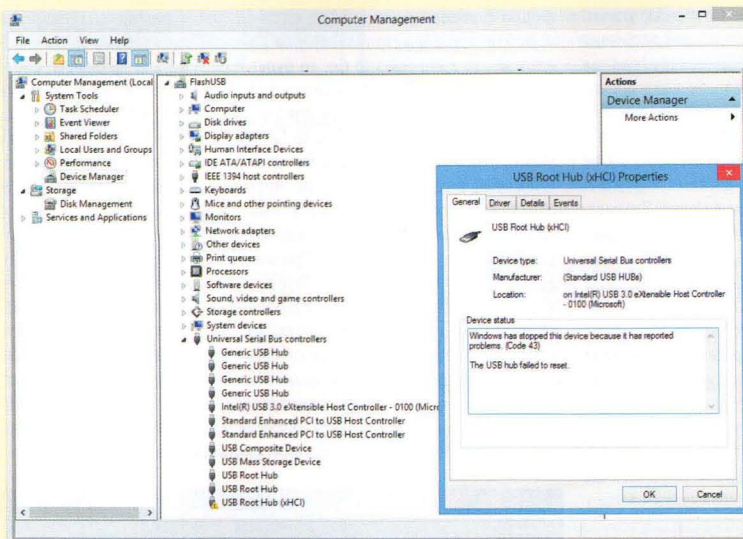 Computer Management
File Action View Help
Computer Management (Local
System Tools
Task Scheduler
Event Viewer
Shared Folders
Local Users and Groups
Performance
Device Manager
Storage
Disk Management
Services and Applications
FlashUSB
Audio inputs and outputs
Computer
Disk drives
Display adapters
Human Interface Devices
IDE ATA/ATAPI controllers
IEEE 1394 host controllers
Keyboards
Mice and other pointing devices
Monitors
Network adapters
Other devices
Print queues
Processors
Software devices
Sound, video and game controllers
Storage controllers
System devices
Universal Serial Bus controllers
Generic USB Hub
Generic USB Hub
Generic USB Hub
Generic USB Hub
Intel(R) USB 3.0 eXtensible Host Controller - 0100 (Micro
Standard Enhanced PCI to USB Host Controller
Standard Enhanced PCI to USB Host Controller
USB Composite Device
USB Mass Storage Device
USB Root Hub
USB Root Hub
USB Root Hub (xHCI)
Actions
Device Manager
More Actions
USB Root Hub (xHCI) Properties
General Driver Details Events
USB Root Hub (xHCI)
Device type: Universal Serial Bus controllers
Manufacturer: (Standard USB HUBs)
Location: on Intel(R) USB 3.0 eXtensible Host Controller
- 0100 (Microsoft)
Device status
Windows has stopped this device because it has reported
problems. (Code 43)
The USB hub failed to reset.
OK Cancel